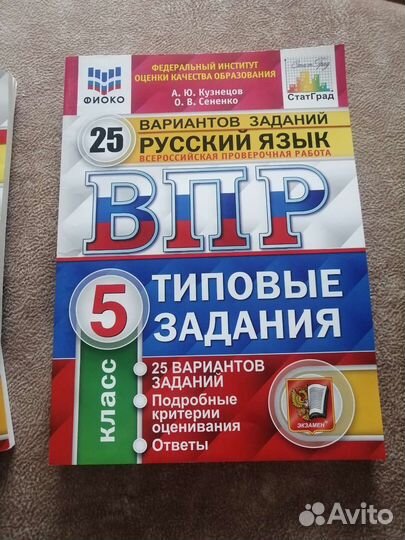 ФЕДЕРАЛЬНЫЙ ИНСТИТУТ
ОЦЕНКИ КАЧЕСТВА ОБРАЗОВАНИЯ
ФИОКО
А. Ю. Кузнецов
О. В. Сененко
СтатГрад
СтатГрад
25
ВАРИАНТОВ ЗАДАНИЙ
РУССКИЙ ЯЗЫК
ВСЕРОССИЙСКАЯ ПРОВЕРОЧНАЯ РАБОТА
ВПР
5
класс
ТИПОВЫЕ
ЗАДАНИЯ
• 25 ВАРИАНТОВ
ЗАДАНИЙ
• Подробные
критерии
оценивания
• Ответы
ЭКЗАМЕН
Avito